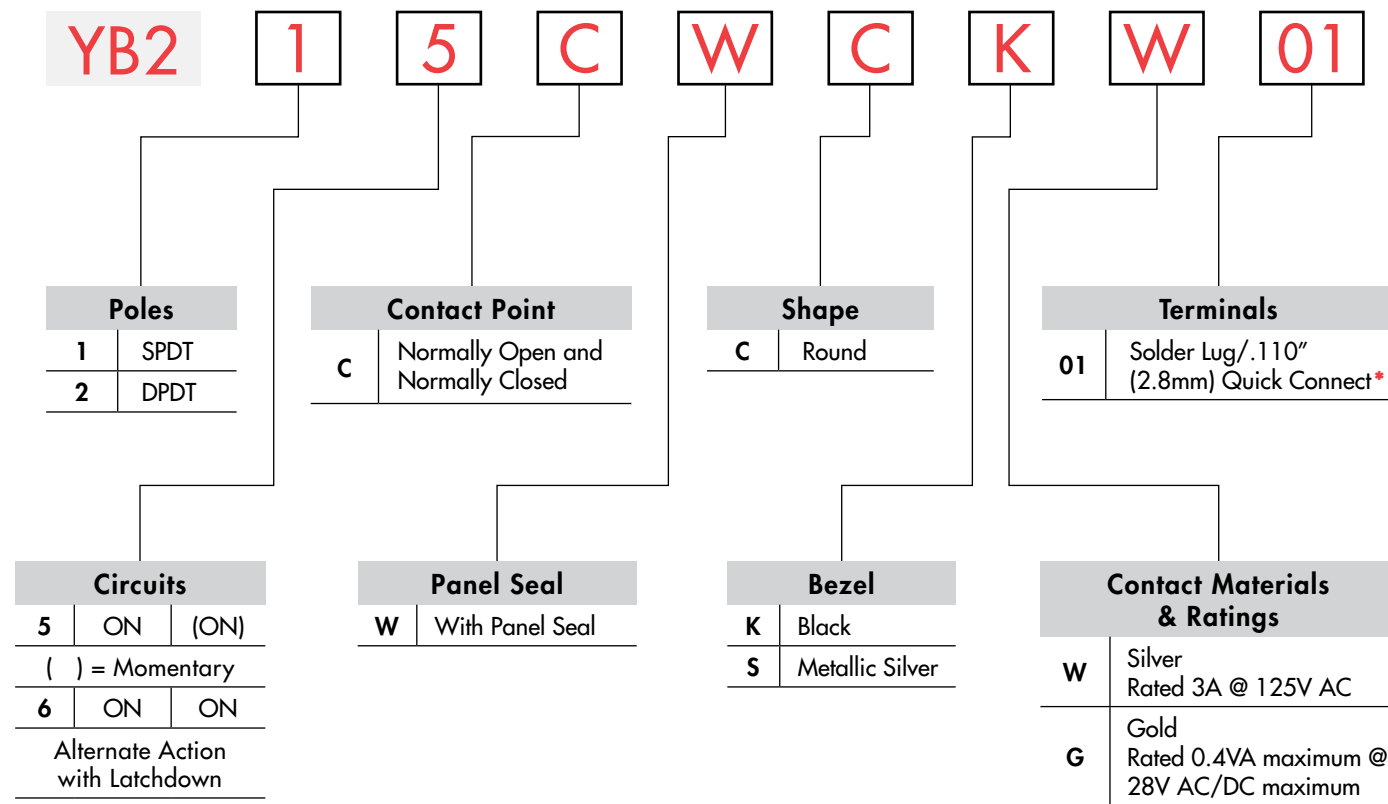 YB2 1 5 C W C K W 01
Poles
1 SPDT
2 DPDT
Contact Point
C Normally Open and
Normally Closed
Shape
C Round
Terminals
01 Solder Lug/.110”
(2.8mm) Quick Connect*
Circuits
5 ON (ON)
( ) = Momentary
6 ON ON
Alternate Action
with Latchdown
Panel Seal
W With Panel Seal
Bezel
K Black
S Metallic Silver
Contact Materials
& Ratings
W Silver
Rated 3A @ 125V AC
G Gold
Rated 0.4VA maximum @
28V AC/DC maximum